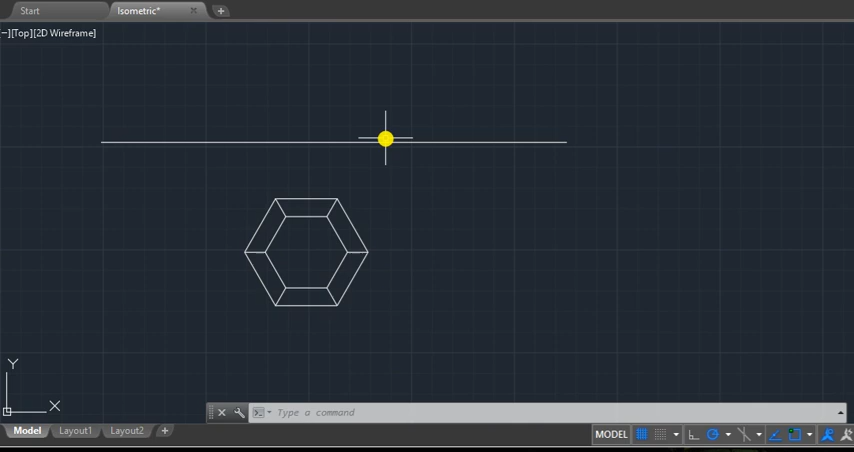 Start
Isometric*
−][Top][2D Wireframe]
Y
X
Type a command
Model
Layout1
Layout2
MODEL